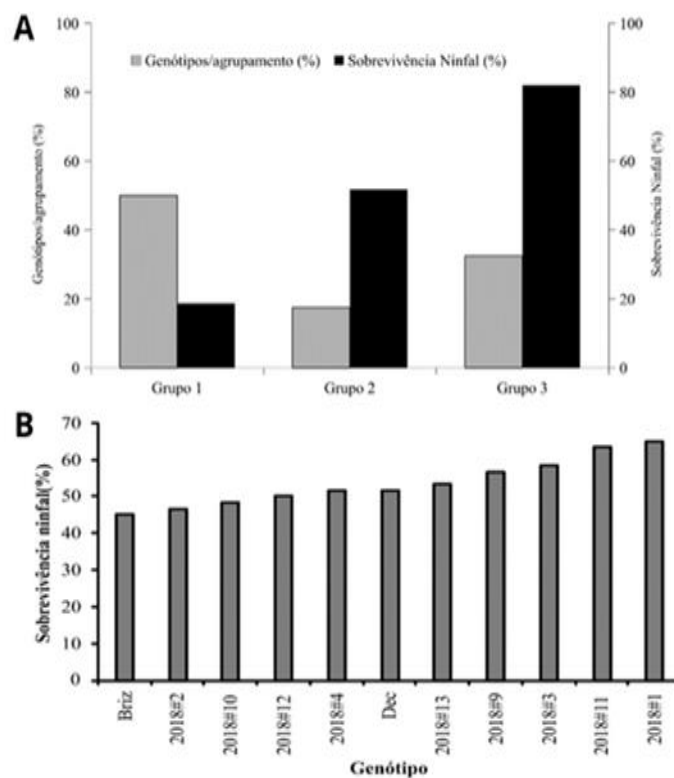 A
Genótipos/agrupamento (%)
Sobrevivência Ninfal (%)
Genótipos/agrupamento (%)
100
80
60
40
20
0
100
80
60
40
20
0
Sobrevivência Ninfal (%)
Grupo 1
Grupo 2
Grupo 3
B
Sobrevivência ninfal(%)
70
60
50
40
30
20
10
0
Briz
2018#2
2018#10
2018#12
2018#4
Dec
2018#13
2018#9
2018#3
2018#11
2018#1
Genótipo